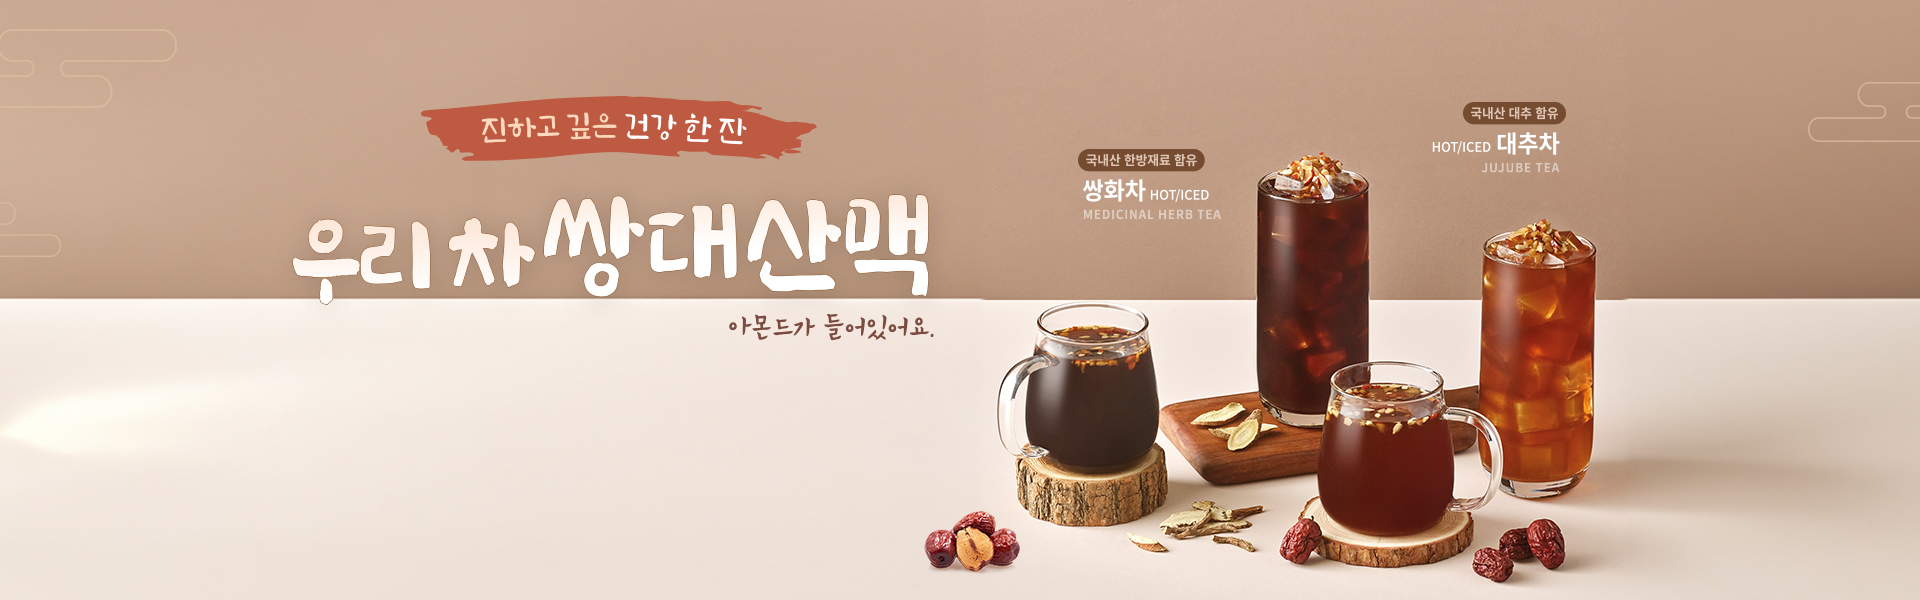 진하고 깊은 건강 한 잔
우리 차 쌍대산맥
아몬드가 들어있어요.
국내산 한방재료 함유
쌍화차 HOT/ICED
MEDICINAL HERB TEA
국내산 대추 함유
HOT/ICED 대추차
JUJUBE TEA